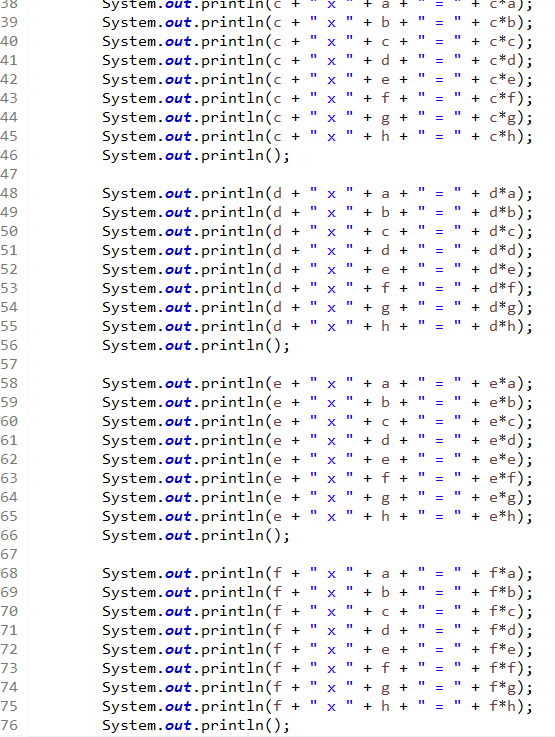 38 System.out.println(c + " x " + a + " = " + c*a);
39 System.out.println(c + " x " + b + " = " + c*b);
40 System.out.println(c + " x " + c + " = " + c*c);
41 System.out.println(c + " x " + d + " = " + c*d);
42 System.out.println(c + " x " + e + " = " + c*e);
43 System.out.println(c + " x " + f + " = " + c*f);
44 System.out.println(c + " x " + g + " = " + c*g);
45 System.out.println(c + " x " + h + " = " + c*h);
46 System.out.println();
47
48 System.out.println(d + " x " + a + " = " + d*a);
49 System.out.println(d + " x " + b + " = " + d*b);
50 System.out.println(d + " x " + c + " = " + d*c);
51 System.out.println(d + " x " + d + " = " + d*d);
52 System.out.println(d + " x " + e + " = " + d*e);
53 System.out.println(d + " x " + f + " = " + d*f);
54 System.out.println(d + " x " + g + " = " + d*g);
55 System.out.println(d + " x " + h + " = " + d*h);
56 System.out.println();
57
58 System.out.println(e + " x " + a + " = " + e*a);
59 System.out.println(e + " x " + b + " = " + e*b);
60 System.out.println(e + " x " + c + " = " + e*c);
61 System.out.println(e + " x " + d + " = " + e*d);
62 System.out.println(e + " x " + e + " = " + e*e);
63 System.out.println(e + " x " + f + " = " + e*f);
64 System.out.println(e + " x " + g + " = " + e*g);
65 System.out.println(e + " x " + h + " = " + e*h);
66 System.out.println();
67
68 System.out.println(f + " x " + a + " = " + f*a);
69 System.out.println(f + " x " + b + " = " + f*b);
70 System.out.println(f + " x " + c + " = " + f*c);
71 System.out.println(f + " x " + d + " = " + f*d);
72 System.out.println(f + " x " + e + " = " + f*e);
73 System.out.println(f + " x " + f + " = " + f*f);
74 System.out.println(f + " x " + g + " = " + f*g);
75 System.out.println(f + " x " + h + " = " + f*h);
76 System.out.println();